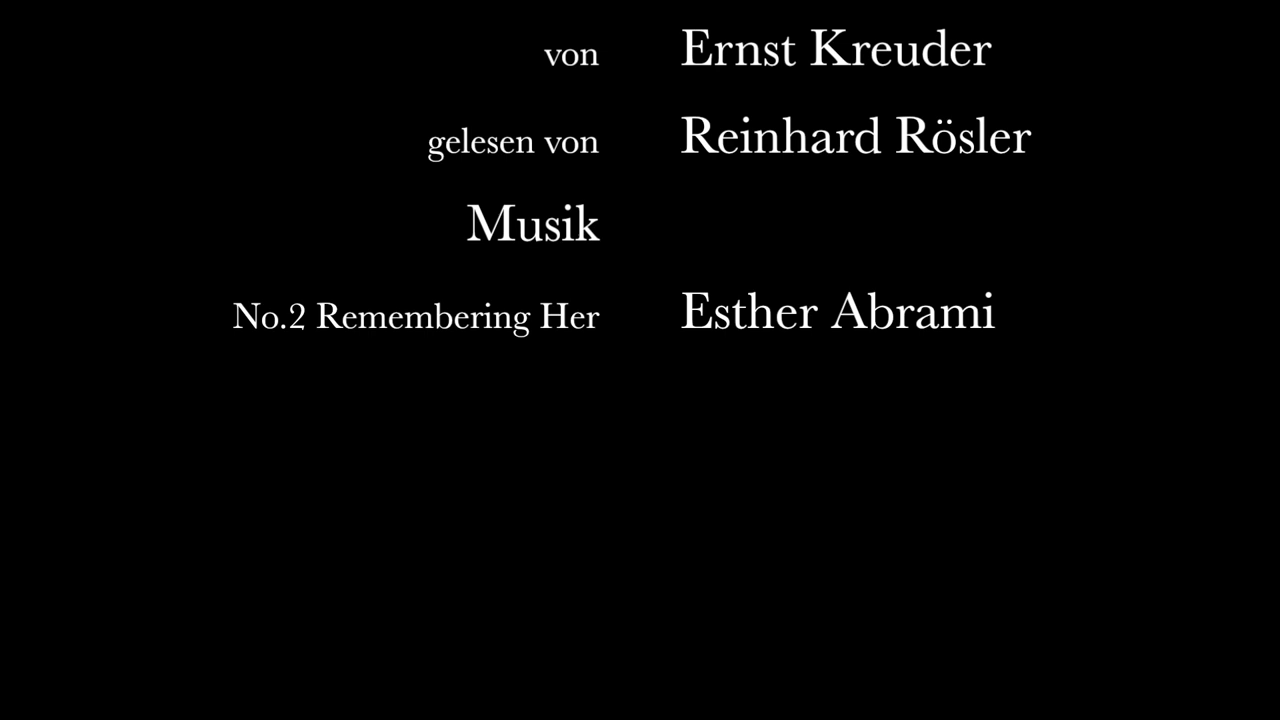 von Ernst Kreuder
gelesen von Reinhard Rösler
Musik
No.2 Remembering Her Esther Abrami